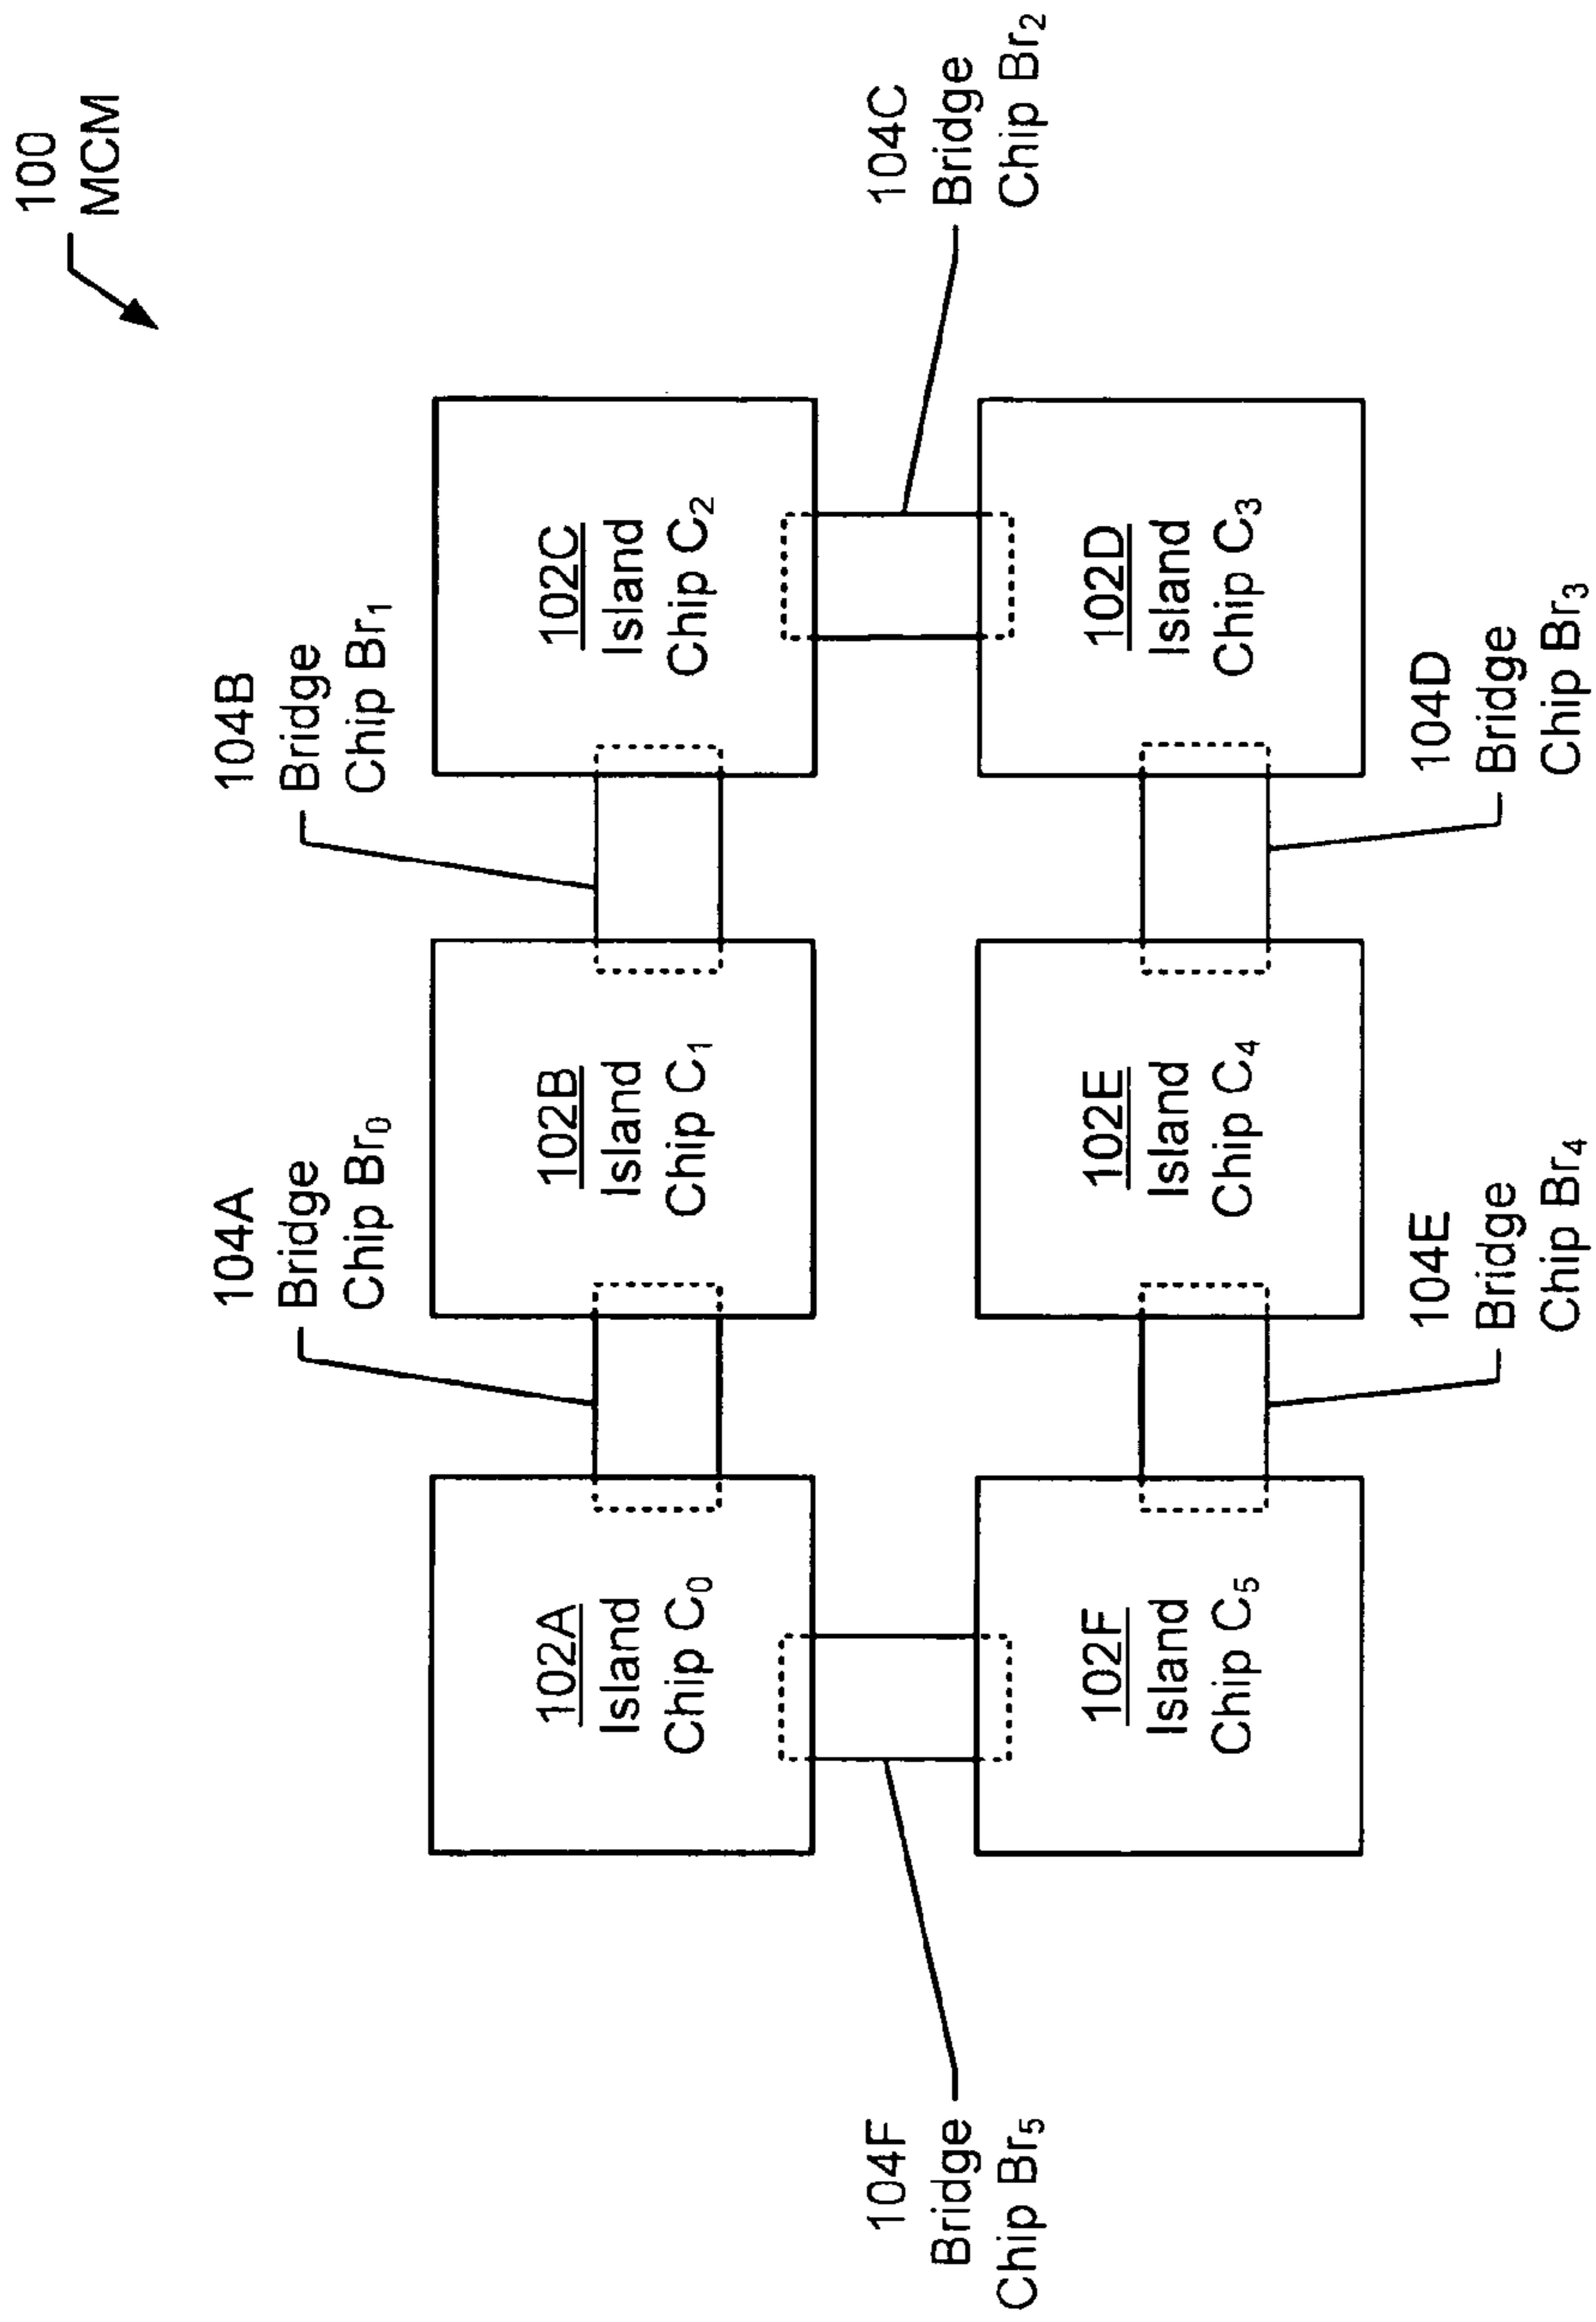 100
MCM
104A
Bridge
Chip Br₀
104B
Bridge
Chip Br₁
102A
Island
Chip C₀
102B
Island
Chip C₁
102C
Island
Chip C₂
104F
Bridge
Chip Br₅
104C
Bridge
Chip Br₂
102F
Island
Chip C₅
102E
Island
Chip C₄
102D
Island
Chip C₃
104E
Bridge
Chip Br₄
104D
Bridge
Chip Br₃